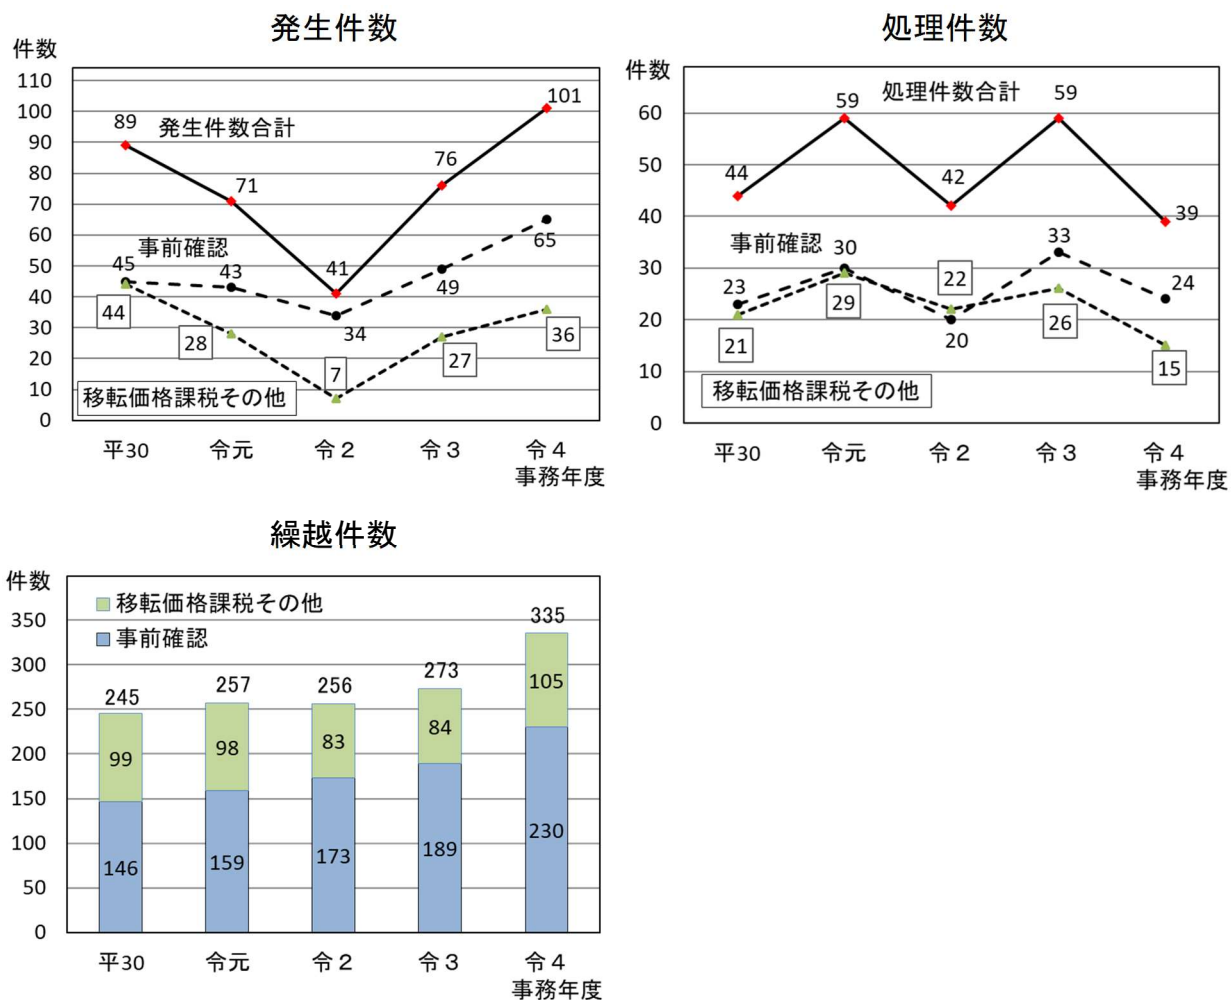 発生件数
件数
110
100
90
80
70
60
50
40
30
20
10
0
発生件数合計
89
71
41
76
101
事前確認
45
43
34
49
65
44
28
7
27
36
移転価格課税その他
平30
令元
令２
令３
令４
事務年度
処理件数
件数
60
50
40
30
20
10
0
処理件数合計
44
59
42
59
39
事前確認
23
30
20
33
24
21
29
22
26
15
移転価格課税その他
平30
令元
令２
令３
令４
事務年度
繰越件数
件数
350
300
250
200
150
100
50
0
移転価格課税その他
事前確認
245
257
256
273
335
99
98
83
84
105
146
159
173
189
230
平30
令元
令２
令３
令４
事務年度